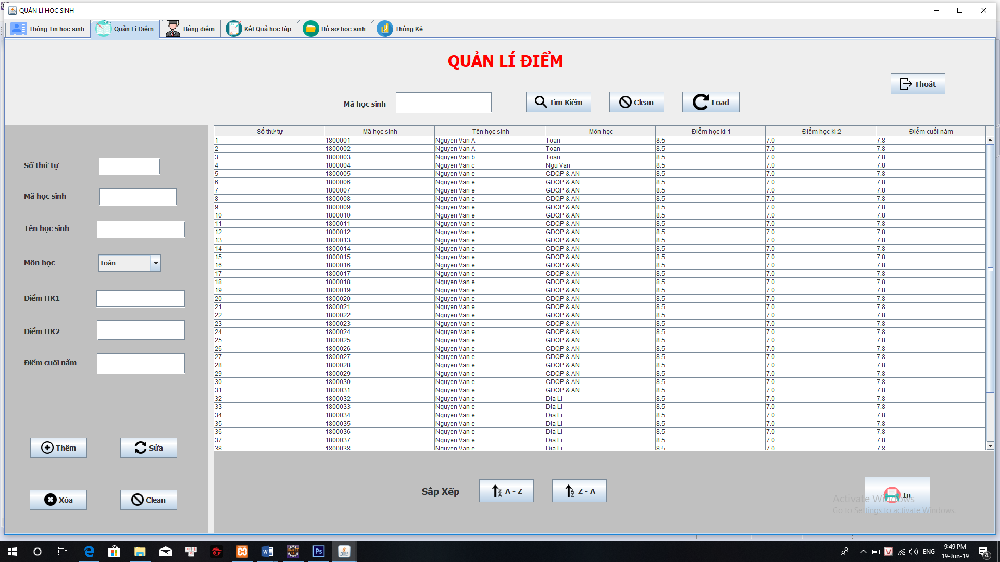 QUẢN LÍ HỌC SINH
Thông Tin học sinh Quản Lí Điểm Bảng điểm Kết Quả học tập Hồ sơ học sinh Thống Kê
QUẢN LÍ ĐIỂM
Thoát
Mã học sinh Tìm Kiếm Clean Load
Số thứ tự Mã học sinh Tên học sinh Môn học Điểm học kì 1 Điểm học kì 2 Điểm cuối năm
1 1800001 Nguyen Van A Toan 8.5 7.0 7.8
2 1800002 Nguyen Van A Toan 8.5 7.0 7.8
3 1800003 Nguyen Van b Toan 8.5 7.0 7.8
4 1800004 Nguyen Van c Ngu Van 8.5 7.0 7.8
5 1800005 Nguyen Van e GDQP & AN 8.5 7.0 7.8
6 1800006 Nguyen Van e GDQP & AN 8.5 7.0 7.8
7 1800007 Nguyen Van e GDQP & AN 8.5 7.0 7.8
8 1800008 Nguyen Van e GDQP & AN 8.5 7.0 7.8
9 1800009 Nguyen Van e GDQP & AN 8.5 7.0 7.8
10 1800010 Nguyen Van e GDQP & AN 8.5 7.0 7.8
11 1800011 Nguyen Van e GDQP & AN 8.5 7.0 7.8
12 1800012 Nguyen Van e GDQP & AN 8.5 7.0 7.8
13 1800013 Nguyen Van e GDQP & AN 8.5 7.0 7.8
14 1800014 Nguyen Van e GDQP & AN 8.5 7.0 7.8
15 1800015 Nguyen Van e GDQP & AN 8.5 7.0 7.8
16 1800016 Nguyen Van e GDQP & AN 8.5 7.0 7.8
17 1800017 Nguyen Van e GDQP & AN 8.5 7.0 7.8
18 1800018 Nguyen Van e GDQP & AN 8.5 7.0 7.8
19 1800019 Nguyen Van e GDQP & AN 8.5 7.0 7.8
20 1800020 Nguyen Van e GDQP & AN 8.5 7.0 7.8
21 1800021 Nguyen Van e GDQP & AN 8.5 7.0 7.8
22 1800022 Nguyen Van e GDQP & AN 8.5 7.0 7.8
23 1800023 Nguyen Van e GDQP & AN 8.5 7.0 7.8
24 1800024 Nguyen Van e GDQP & AN 8.5 7.0 7.8
25 1800025 Nguyen Van e GDQP & AN 8.5 7.0 7.8
26 1800026 Nguyen Van e GDQP & AN 8.5 7.0 7.8
27 1800027 Nguyen Van e GDQP & AN 8.5 7.0 7.8
28 1800028 Nguyen Van e GDQP & AN 8.5 7.0 7.8
29 1800029 Nguyen Van e GDQP & AN 8.5 7.0 7.8
30 1800030 Nguyen Van e GDQP & AN 8.5 7.0 7.8
31 1800031 Nguyen Van e GDQP & AN 8.5 7.0 7.8
32 1800032 Nguyen Van e Dia Li 8.5 7.0 7.8
33 1800033 Nguyen Van e Dia Li 8.5 7.0 7.8
34 1800034 Nguyen Van e Dia Li 8.5 7.0 7.8
35 1800035 Nguyen Van e Dia Li 8.5 7.0 7.8
36 1800036 Nguyen Van e Dia Li 8.5 7.0 7.8
37 1800037 Nguyen Van e Dia Li 8.5 7.0 7.8
38 1800038 Nguyen Van e Dia Li 8.5 7.0 7.8
Số thứ tự
Mã học sinh
Tên học sinh
Môn học Toán
Điểm HK1
Điểm HK2
Điểm cuối năm
Thêm Sửa
Xóa Clean
Sắp Xếp A - Z Z - A
In
Activate Windows
Go to Settings to activate Windows.
ENG
9:49 PM
19-Jun-19
4